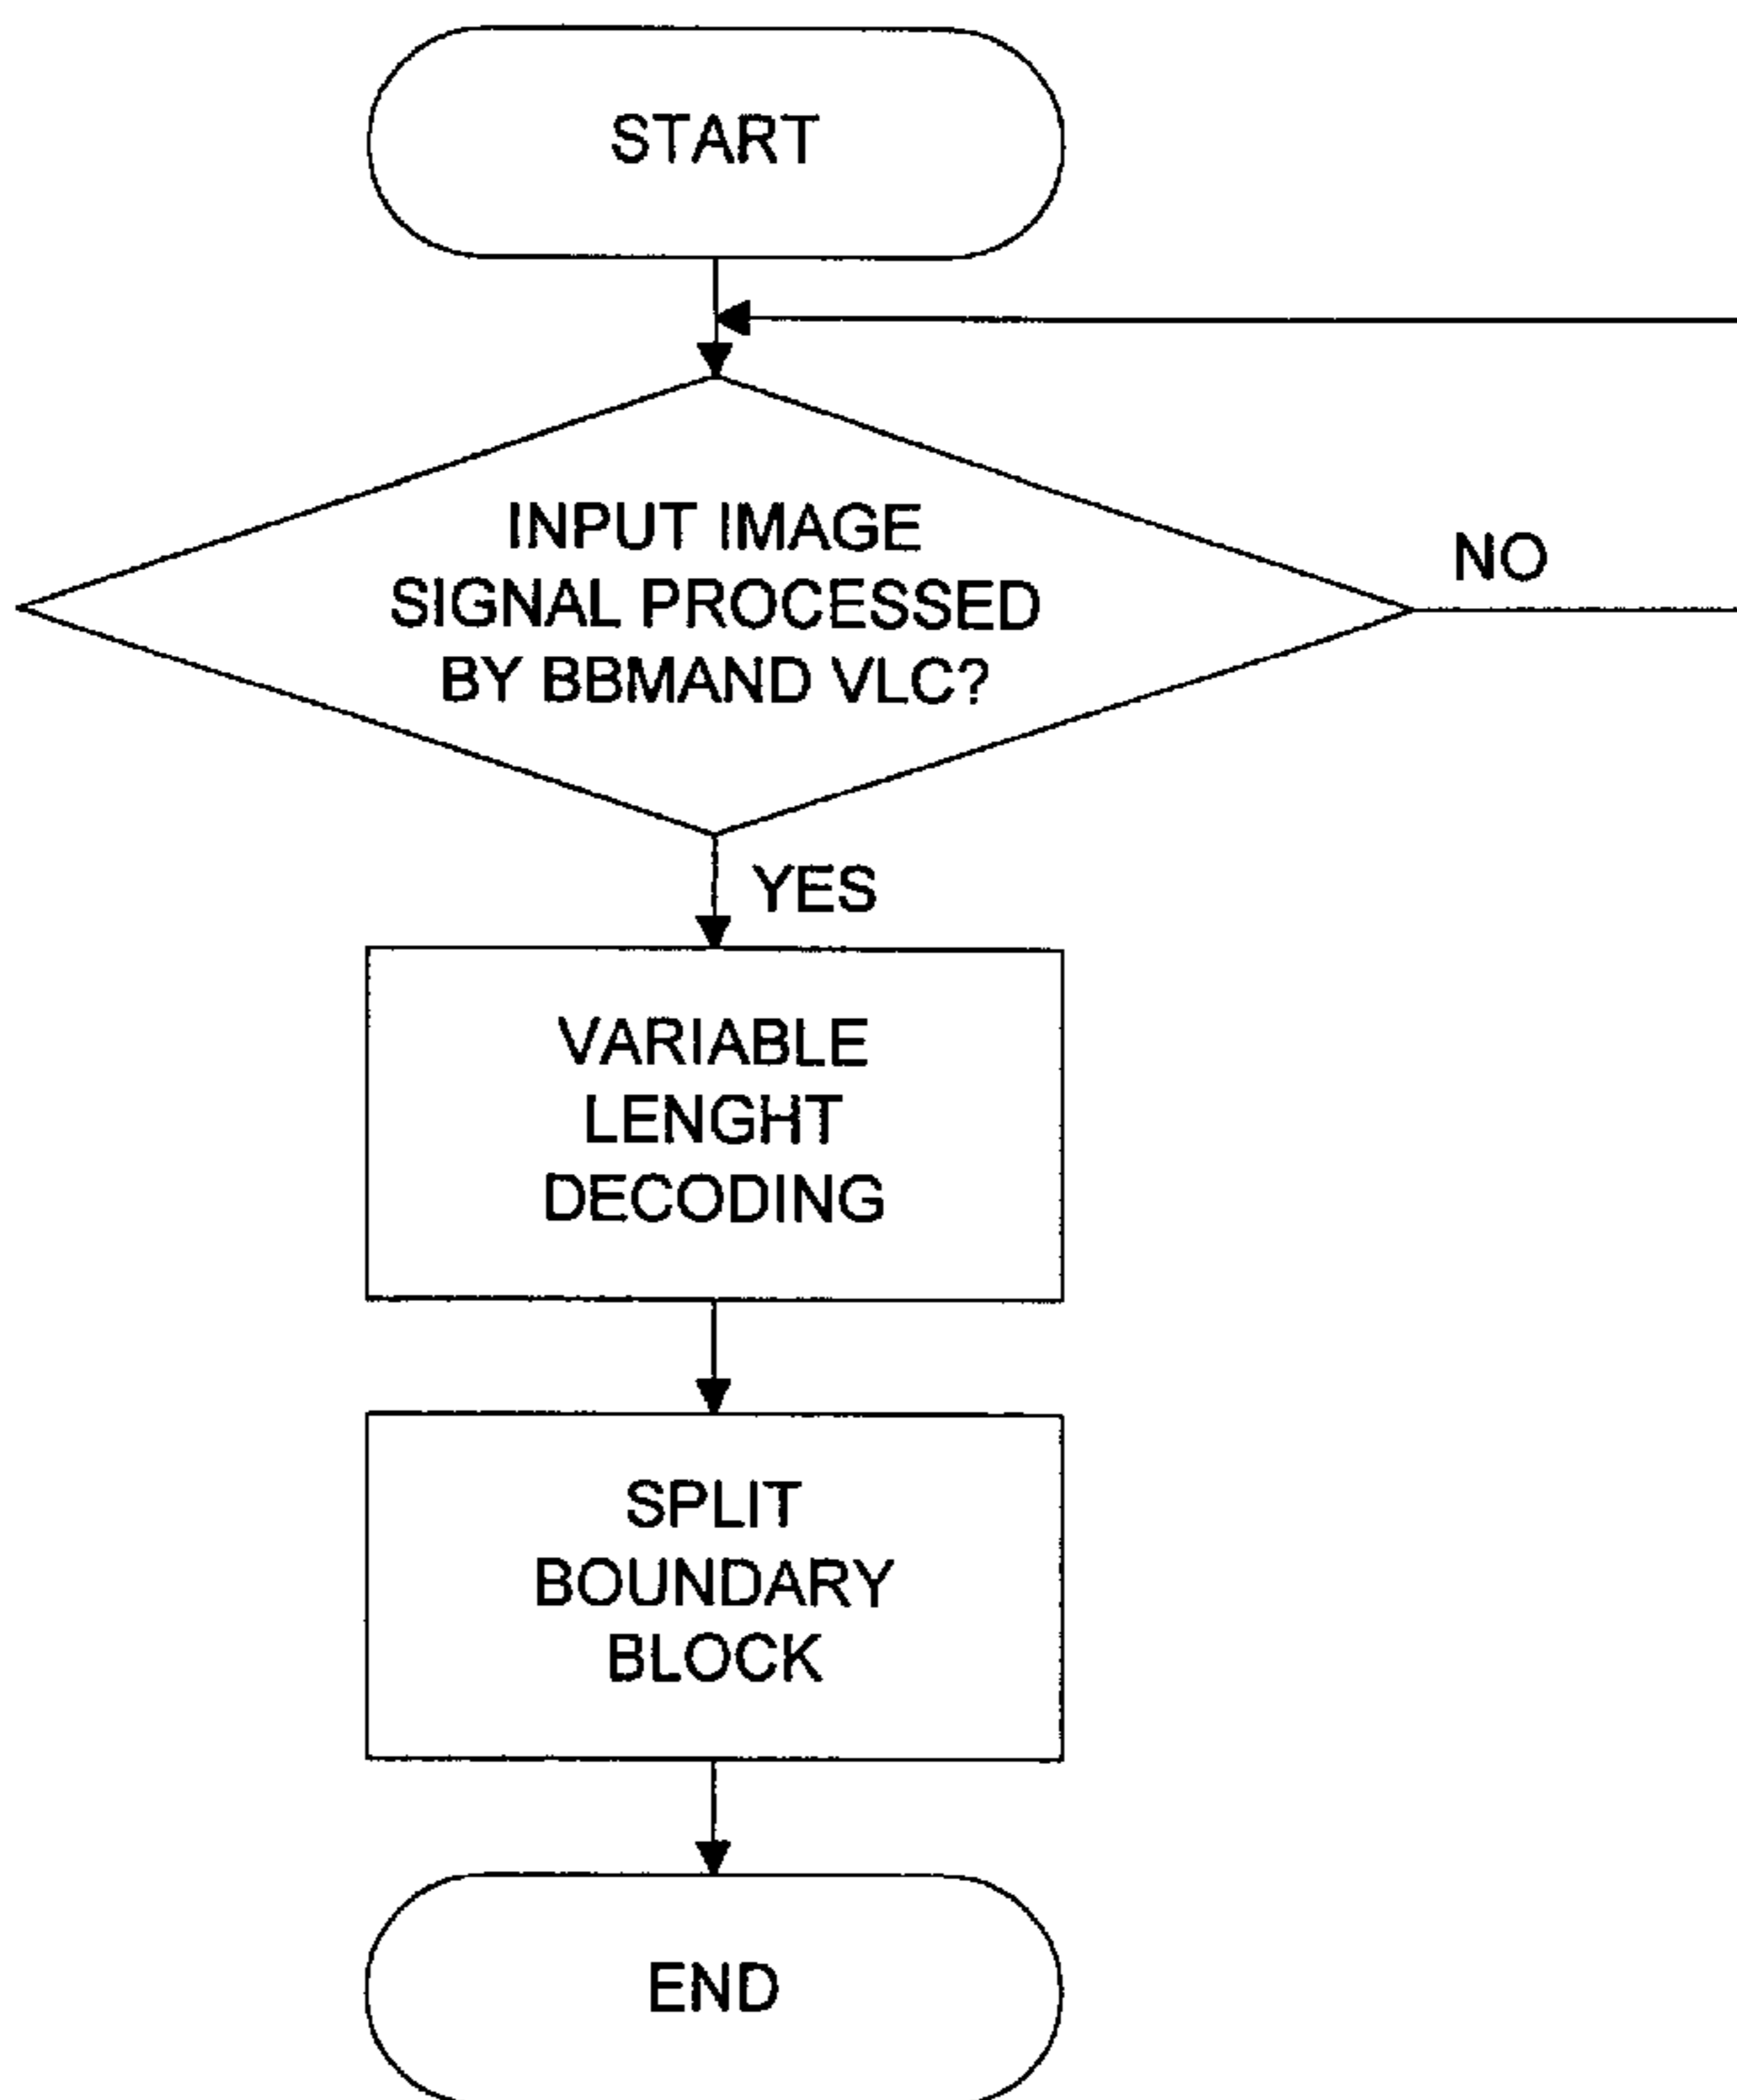 START
INPUT IMAGE
SIGNAL PROCESSED
BY BBMAND VLC?
NO
YES
VARIABLE
LENGHT
DECODING
SPLIT
BOUNDARY
BLOCK
END